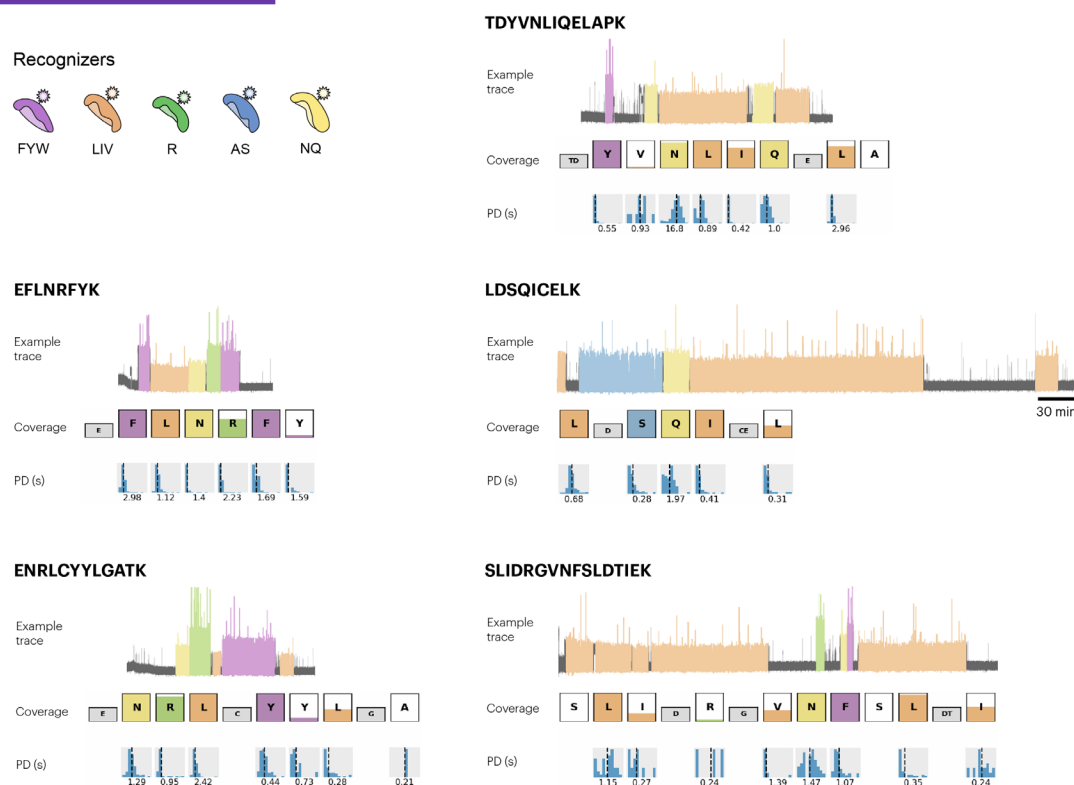 Recognizers
FYW LIV R AS NQ
TDYVNLIQELAPK
Example
trace
Coverage TD Y V N L I Q E L A
PD (s)
0.55 0.93 16.8 0.89 0.42 1.0 2.96
EFLNRFYK
Example
trace
Coverage E F L N R F Y
PD (s)
2.98 1.12 1.4 2.23 1.69 1.59
LDSQICELK
Example
trace
30 min
Coverage L D S Q I CE L
PD (s)
0.68 0.28 1.97 0.41 0.31
ENRLCYYLGATK
Example
trace
Coverage E N R L C Y Y L G A
PD (s)
1.29 0.95 2.42 0.44 0.73 0.28 0.21
SLIDRGVNFSLDTIEK
Example
trace
Coverage S L I D R G V N F S L DT I
PD (s)
1.15 0.27 0.24 1.39 1.47 1.07 0.35 0.24